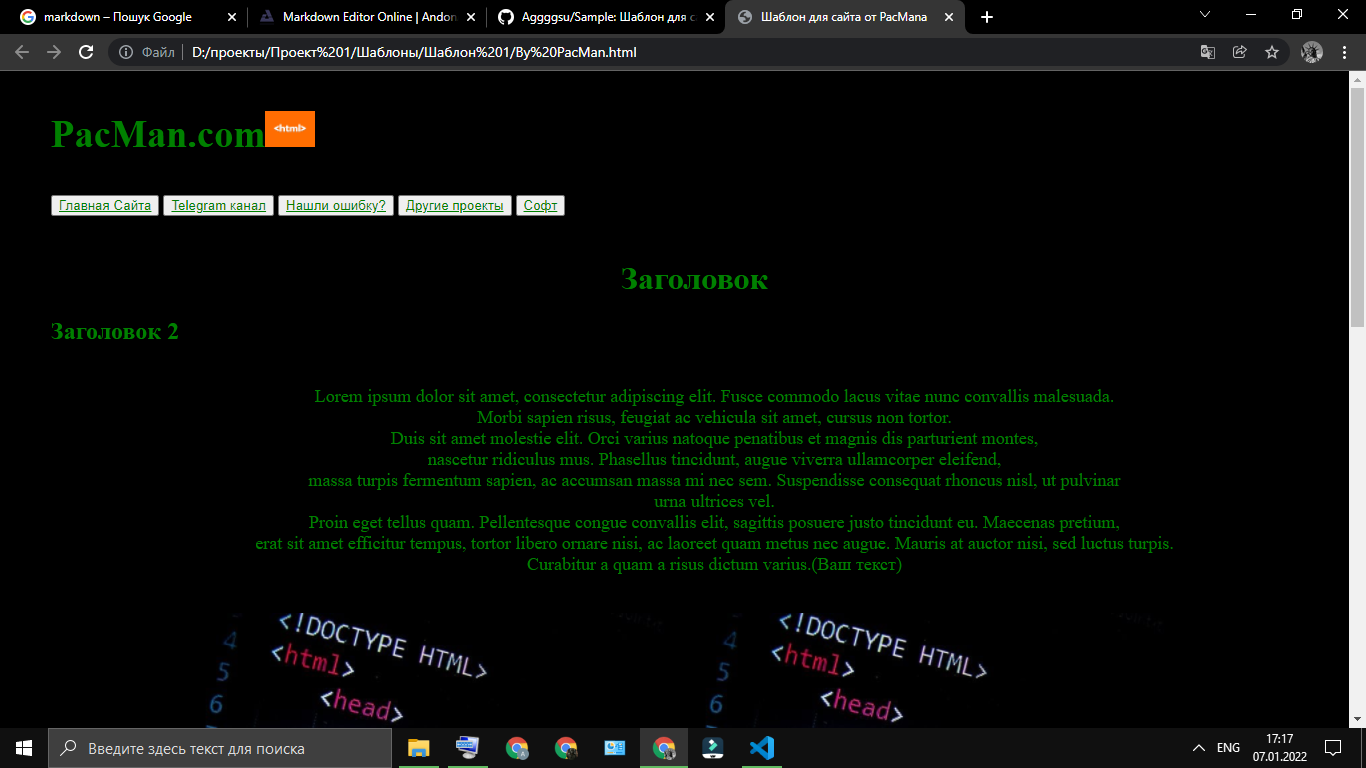 markdown – Пошук Google
Markdown Editor Online | Andon
Aggggsu/Sample: Шаблон для с
Шаблон для сайта от PacMana
Файл
D:/проекты/Проект%201/Шаблоны/Шаблон%201/By%20PacMan.html
PacMan.com
<html>
Главная Сайта
Telegram канал
Нашли ошибку?
Другие проекты
Софт
Заголовок
Заголовок 2
Lorem ipsum dolor sit amet, consectetur adipiscing elit. Fusce commodo lacus vitae nunc convallis malesuada.
Morbi sapien risus, feugiat ac vehicula sit amet, cursus non tortor.
Duis sit amet molestie elit. Orci varius natoque penatibus et magnis dis parturient montes,
nascetur ridiculus mus. Phasellus tincidunt, augue viverra ullamcorper eleifend,
massa turpis fermentum sapien, ac accumsan massa mi nec sem. Suspendisse consequat rhoncus nisl, ut pulvinar
urna ultrices vel.
Proin eget tellus quam. Pellentesque congue convallis elit, sagittis posuere justo tincidunt eu. Maecenas pretium,
erat sit amet efficitur tempus, tortor libero ornare nisi, ac laoreet quam metus nec augue. Mauris at auctor nisi, sed luctus turpis.
Curabitur a quam a risus dictum varius.(Ваш текст)
<!DOCTYPE HTML>
4
<html>
5
<head>
6
<!DOCTYPE HTML>
4
<html>
5
<head>
6
Введите здесь текст для поиска
ENG
17:17
07.01.2022